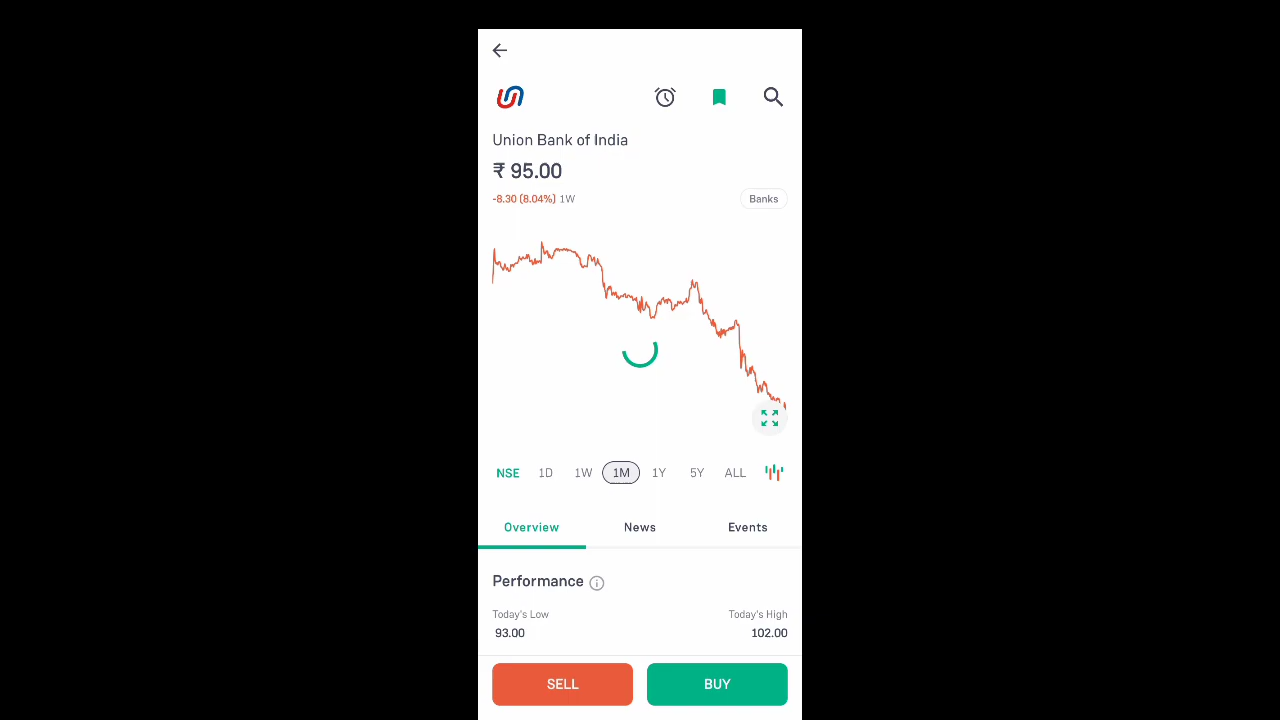 Union Bank of India
₹ 95.00
-8.30 (8.04%) 1W
Banks
NSE 1D 1W 1M 1Y 5Y ALL
Overview News Events
Performance
Today's Low Today's High
93.00 102.00
SELL BUY